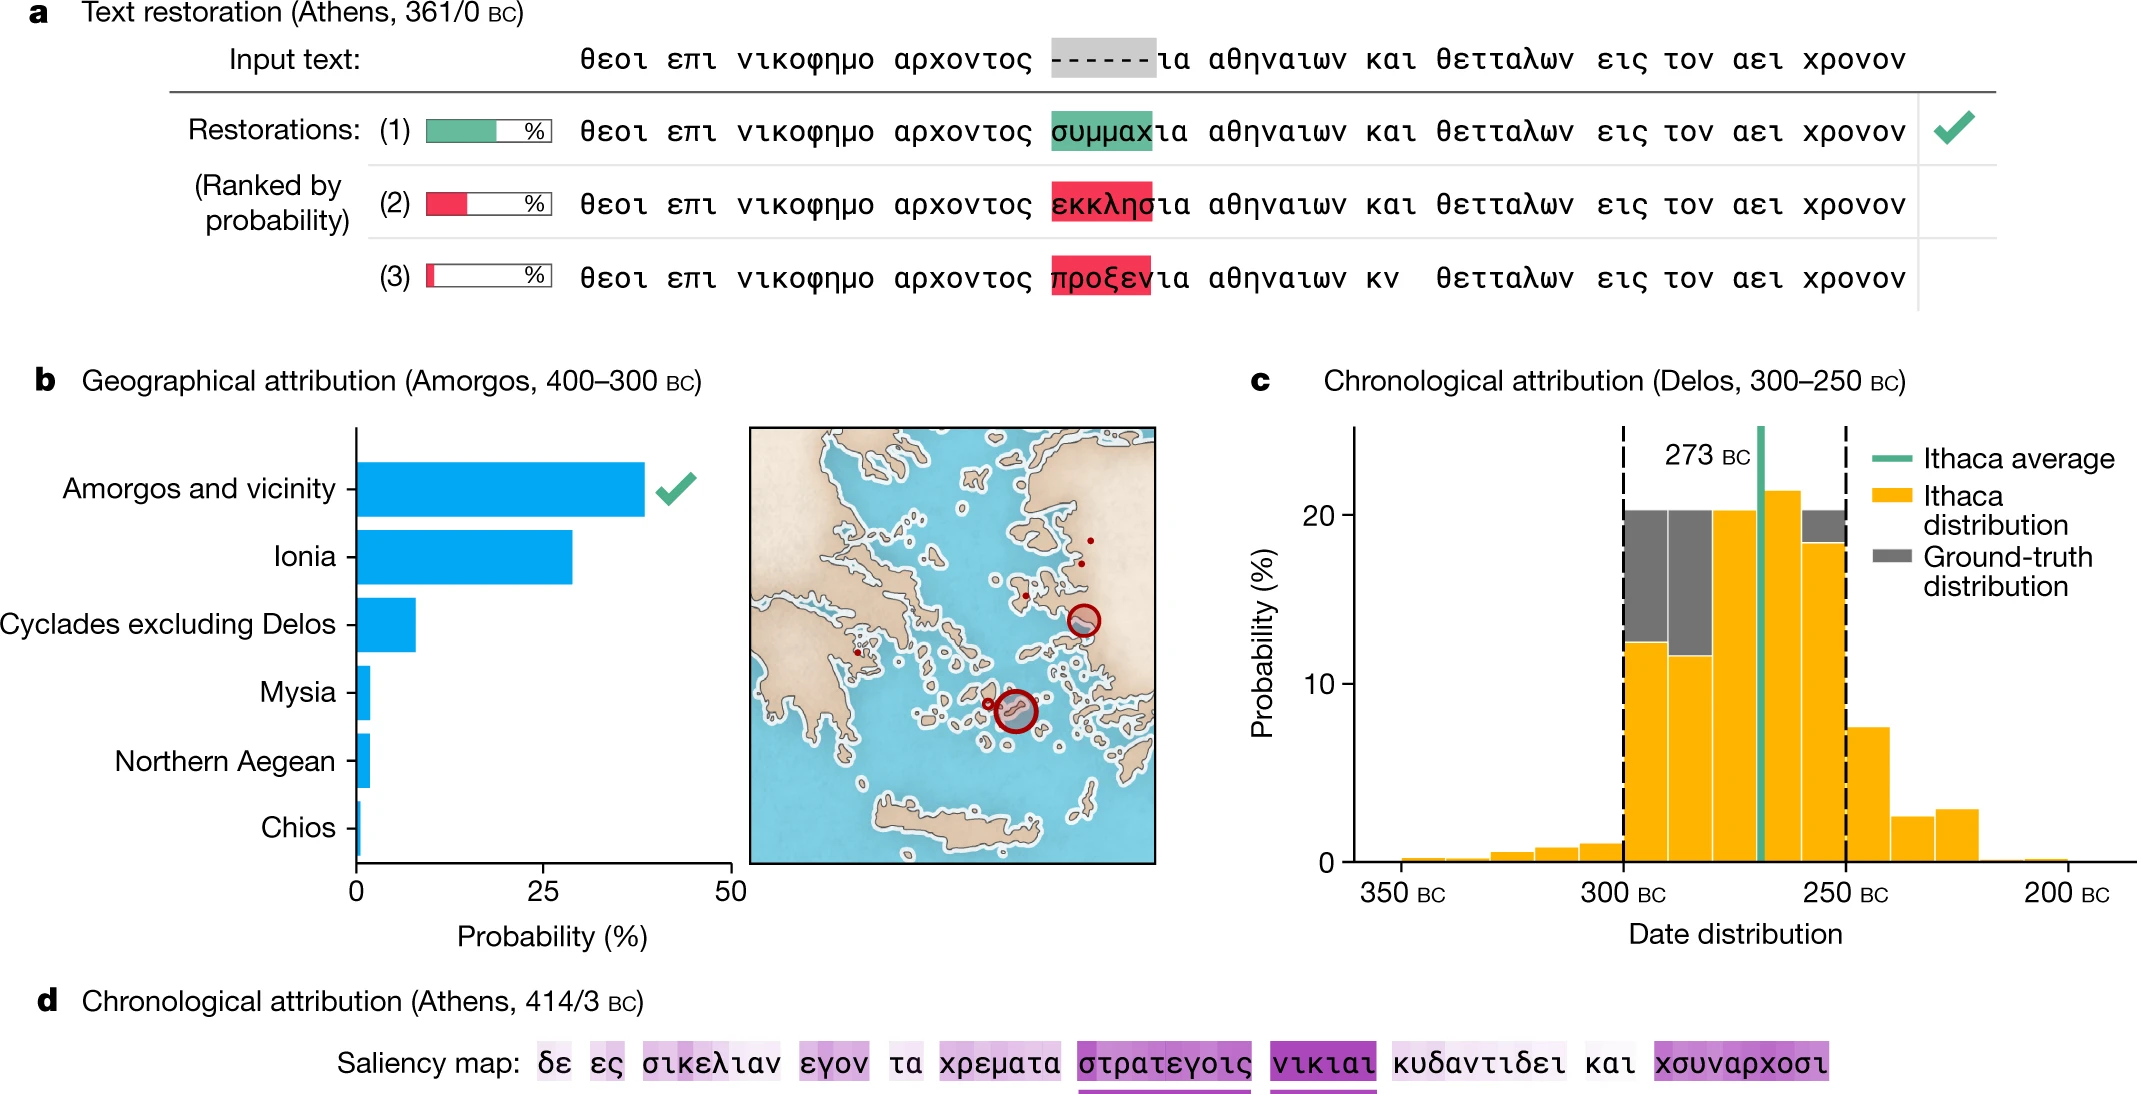 a Text restoration (Athens, 361/0 BC)
Input text: θεοι επι νικοφημο αρχοντος ------ια αθηναιων και θετταλων εις τον αει χρονον
Restorations: (1) % θεοι επι νικοφημο αρχοντος συμμαχια αθηναιων και θετταλων εις τον αει χρονον
(Ranked by probability)
(2) % θεοι επι νικοφημο αρχοντος εκκλησια αθηναιων και θετταλων εις τον αει χρονον
(3) % θεοι επι νικοφημο αρχοντος προξενια αθηναιων κν θετταλων εις τον αει χρονον
b Geographical attribution (Amorgos, 400–300 BC)
Amorgos and vicinity
Ionia
Cyclades excluding Delos
Mysia
Northern Aegean
Chios
0 25 50
Probability (%)
c Chronological attribution (Delos, 300–250 BC)
273 BC
Ithaca average
Ithaca
distribution
Ground-truth
distribution
Probability (%)
20
10
0
350 BC 300 BC 250 BC 200 BC
Date distribution
d Chronological attribution (Athens, 414/3 BC)
Saliency map: δε ες σικελιαν εγον τα χρεματα στρατεγοις νικιαι κυδαντιδει και χσυναρχοσι